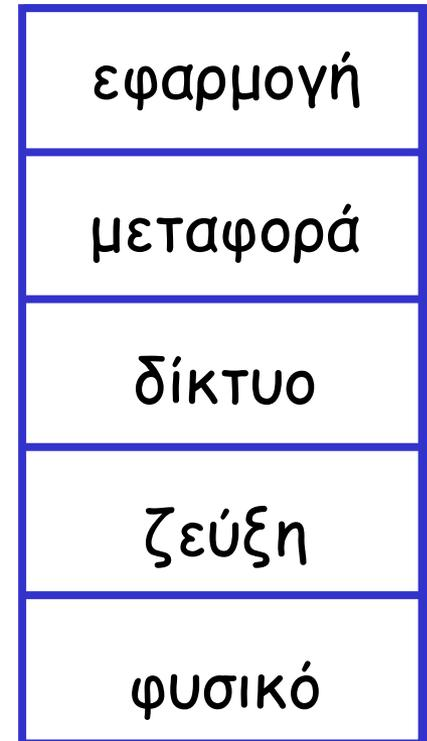 εφαρμογή
μεταφορά
δίκτυο
ζεύξη
φυσικό